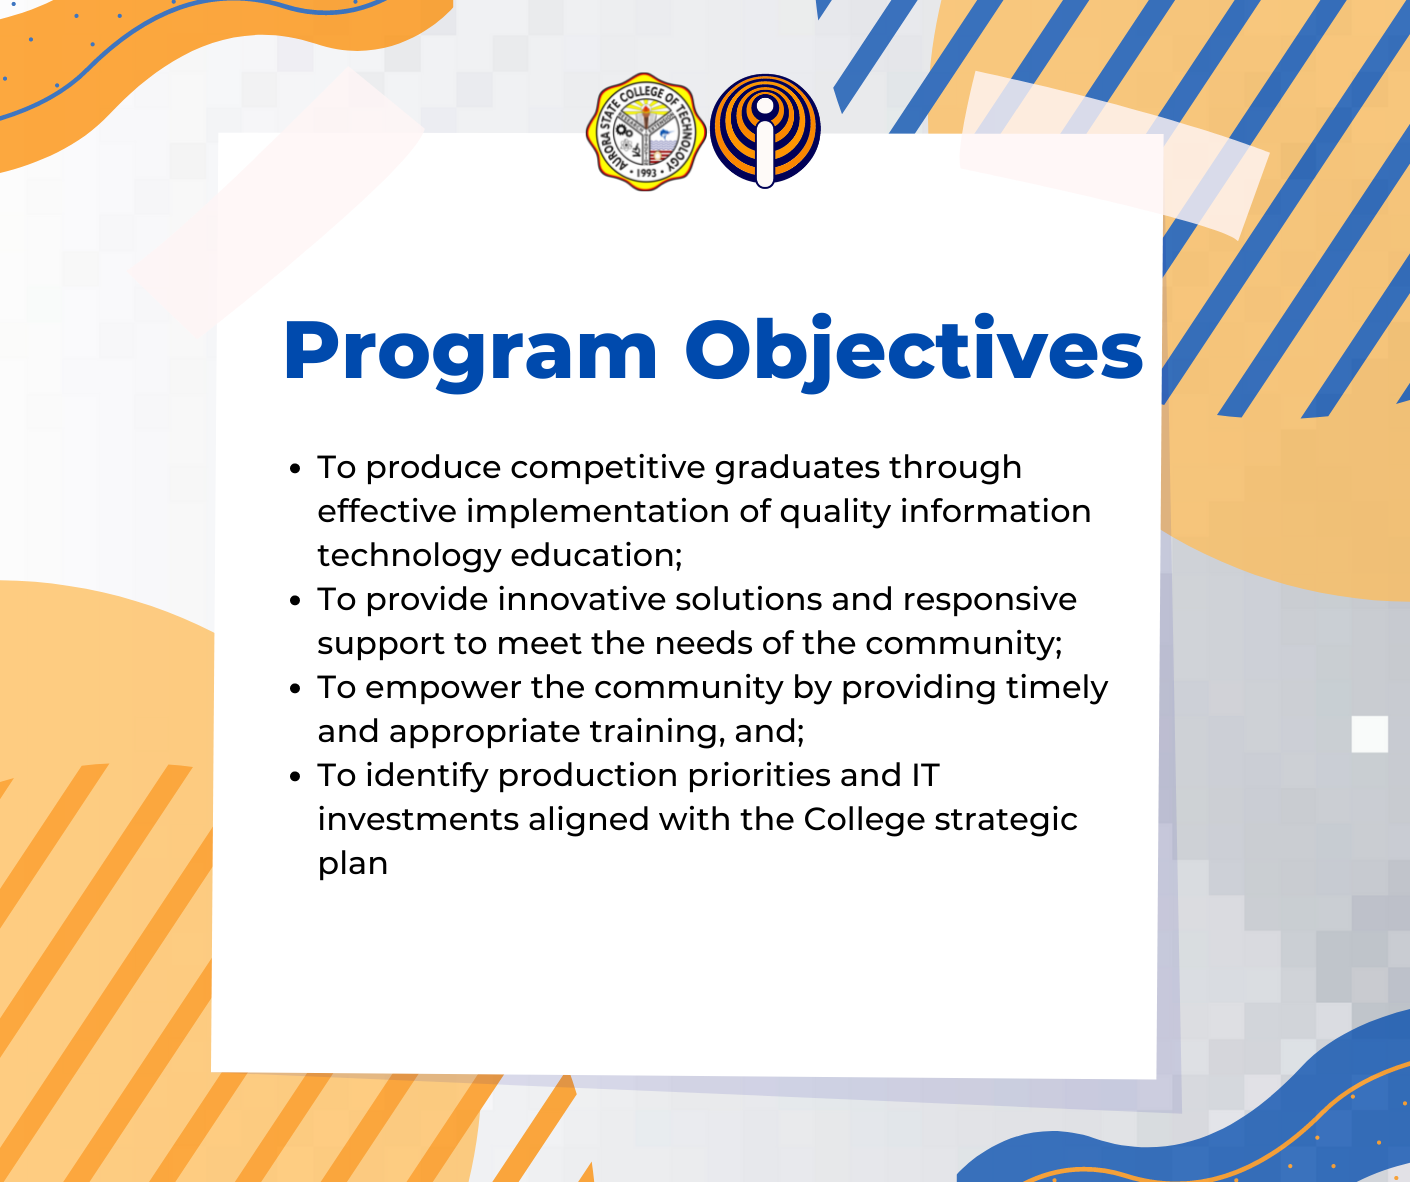 AURORA STATE COLLEGE OF TECHNOLOGY
• 1993 •
Program Objectives
• To produce competitive graduates through
effective implementation of quality information
technology education;
• To provide innovative solutions and responsive
support to meet the needs of the community;
• To empower the community by providing timely
and appropriate training, and;
• To identify production priorities and IT
investments aligned with the College strategic
plan